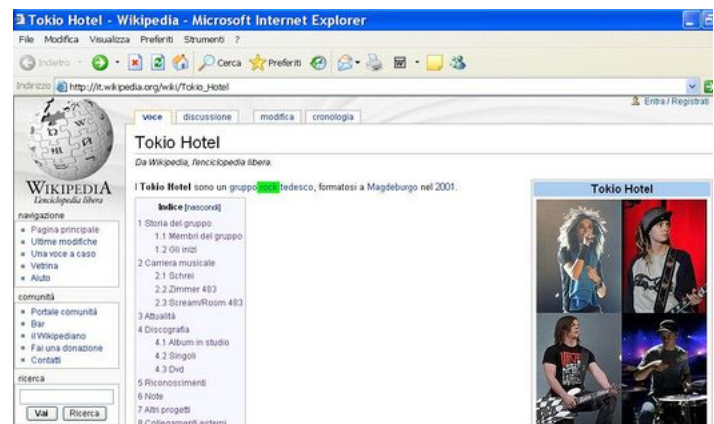 Tokio Hotel - Wikipedia - Microsoft Internet Explorer
File Modifica Visualizza Preferiti Strumenti ?
Indietro Cerca Preferiti
Indirizzo http://it.wikipedia.org/wiki/Tokio_Hotel
Entra / Registrati
voce discussione modifica cronologia
Tokio Hotel
Da Wikipedia, l'enciclopedia libera.
I Tokio Hotel sono un gruppo rock tedesco, formatosi a Magdeburgo nel 2001.
WIKIPEDIA
L'enciclopedia libera
navigazione
Pagina principale
Ultime modifiche
Una voce a caso
Vetrina
Aiuto
comunità
Portale comunità
Bar
il Wikipediano
Fai una donazione
Contatti
ricerca
Vai Ricerca
Indice [nascondi]
1 Storia del gruppo
1.1 Membri del gruppo
1.2 Gli inizi
2 Carriera musicale
2.1 Schrei
2.2 Zimmer 483
2.3 Scream/Room 483
3 Attualità
4 Discografia
4.1 Album in studio
4.2 Singoli
4.3 Dvd
5 Riconoscimenti
6 Note
7 Altri progetti
8 Collegamenti esterni
Tokio Hotel